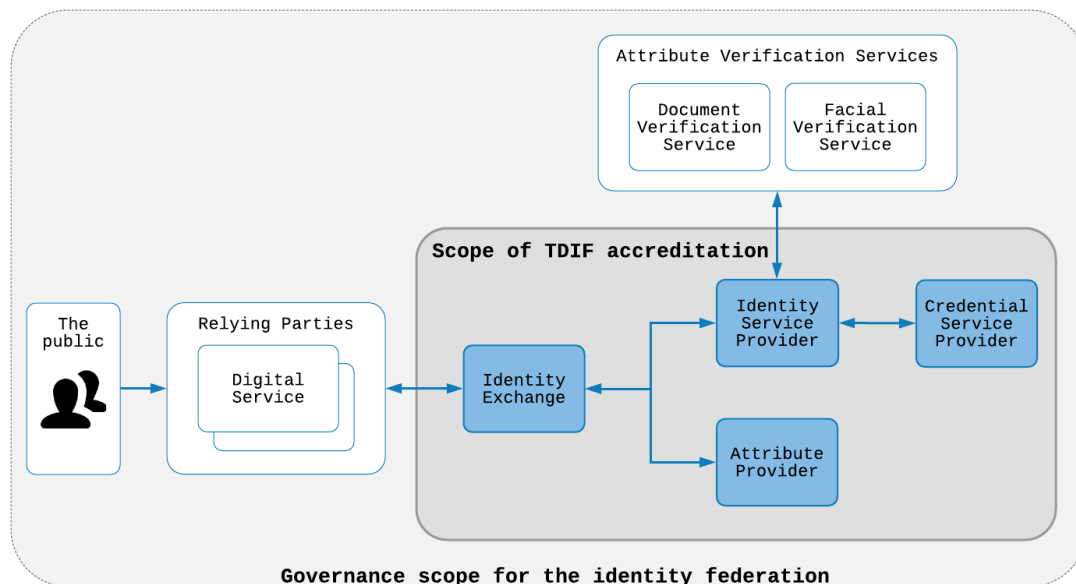 Attribute Verification Services
Document
Verification
Service
Facial
Verification
Service
Scope of TDIF accreditation
The
public
Relying Parties
Digital
Service
Identity
Exchange
Identity
Service
Provider
Credential
Service
Provider
Attribute
Provider
Governance scope for the identity federation